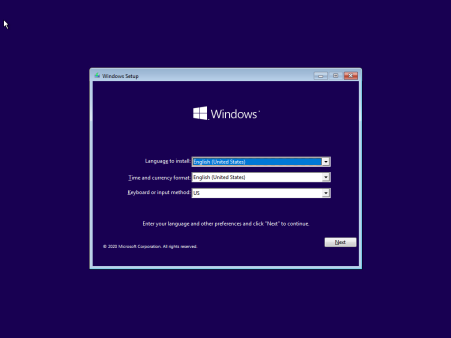 Windows Setup
Windows
Language to install: English (United States)
Time and currency format: English (United States)
Keyboard or input method: US
Enter your language and other preferences and click "Next" to continue.
© 2020 Microsoft Corporation. All rights reserved.
Next